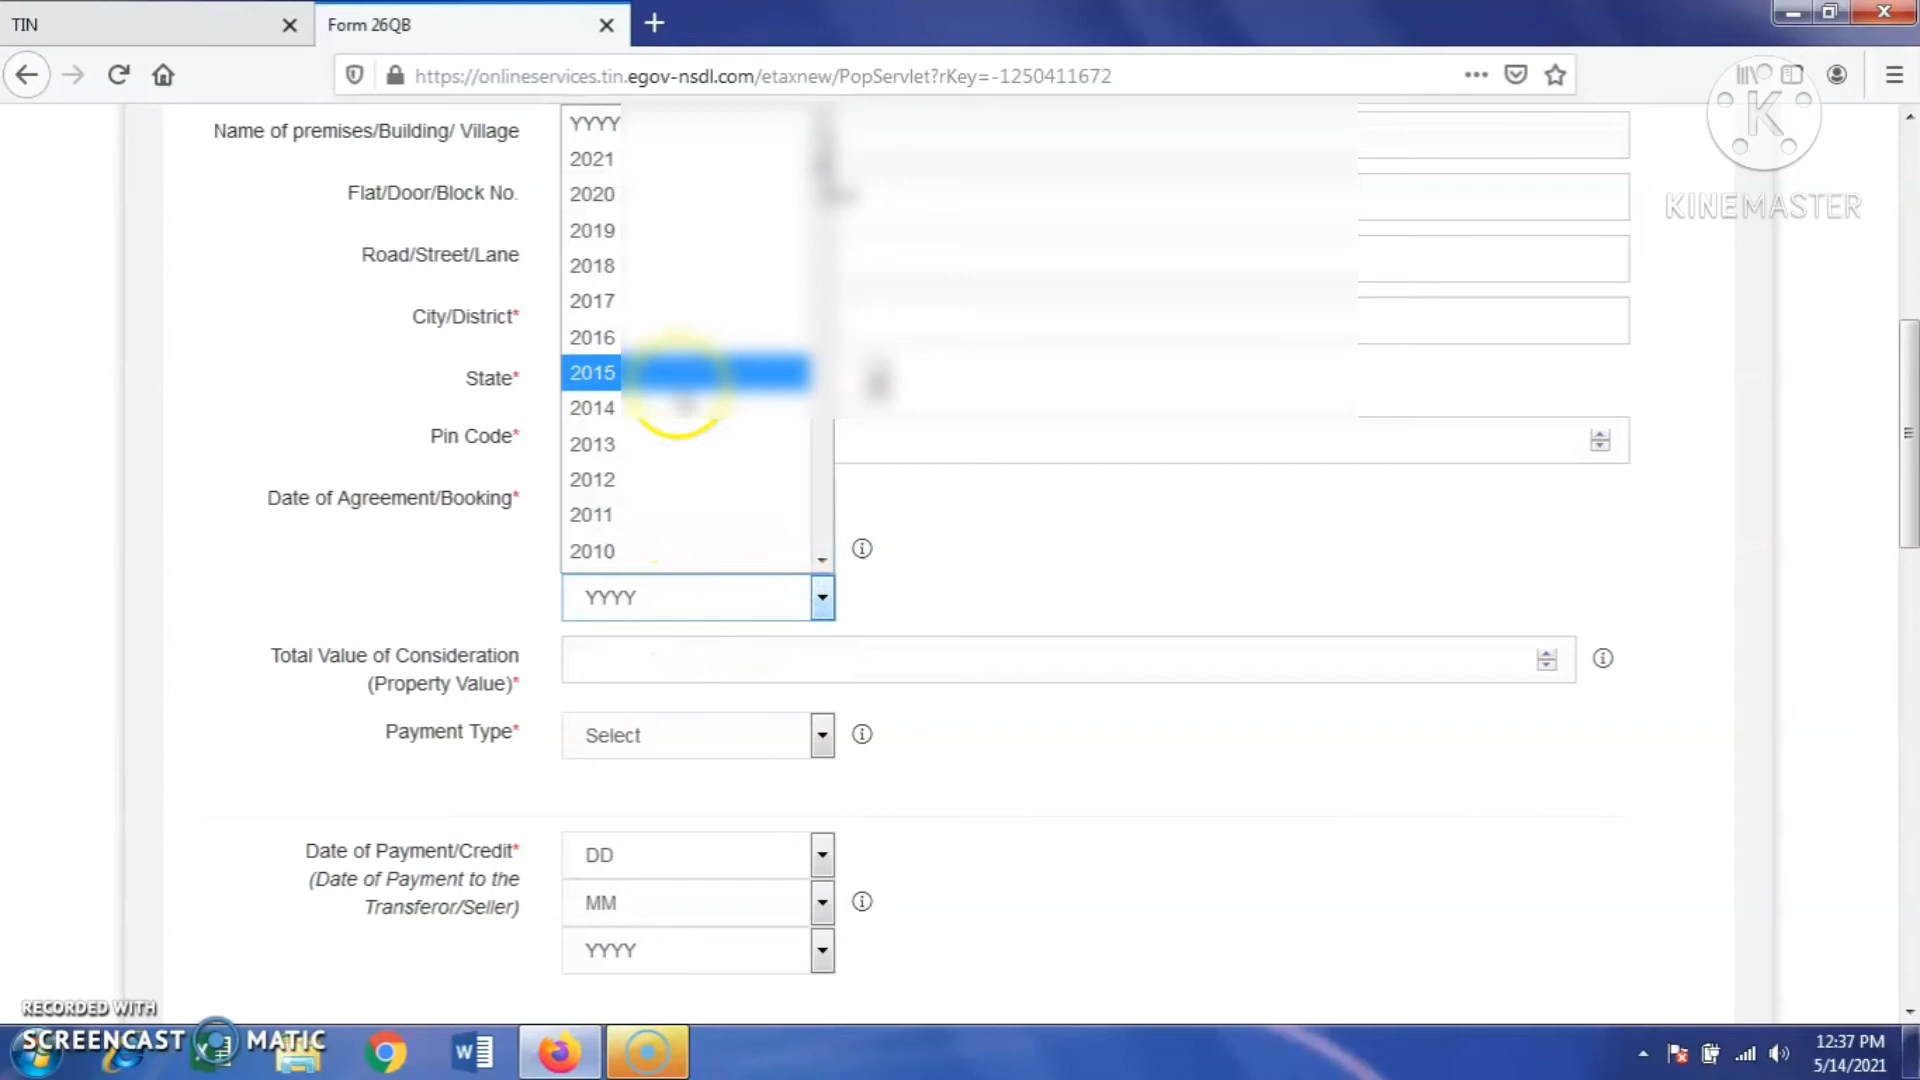 TIN
Form 26QB
https://onlineservices.tin.egov-nsdl.com/etaxnew/PopServlet?rKey=-1250411672
K
KINEMASTER
Name of premises/Building/ Village
Flat/Door/Block No.
Road/Street/Lane
City/District*
State*
Pin Code*
Date of Agreement/Booking*
YYYY
2021
2020
2019
2018
2017
2016
2015
2014
2013
2012
2011
2010
YYYY
Total Value of Consideration
(Property Value)*
Payment Type*
Select
Date of Payment/Credit*
(Date of Payment to the
Transferor/Seller)
DD
MM
YYYY
RECORDED WITH
SCREENCAST MATIC
12:37 PM
5/14/2021